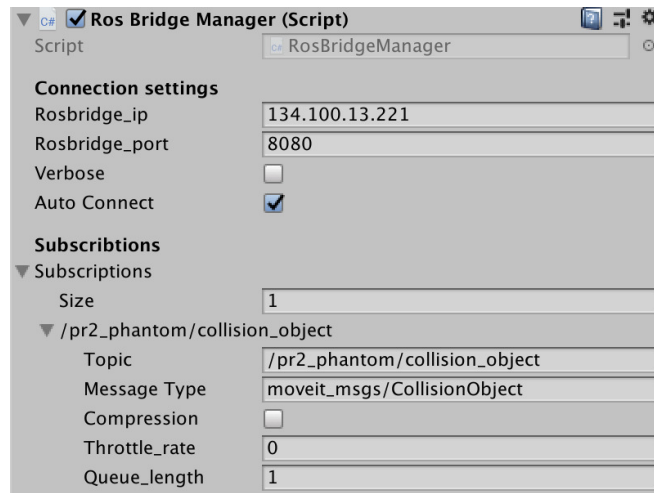 C# Ros Bridge Manager (Script)
Script C# RosBridgeManager
Connection settings
Rosbridge_ip 134.100.13.221
Rosbridge_port 8080
Verbose
Auto Connect
Subscribtions
Subscriptions
Size 1
/pr2_phantom/collision_object
Topic /pr2_phantom/collision_object
Message Type moveit_msgs/CollisionObject
Compression
Throttle_rate 0
Queue_length 1